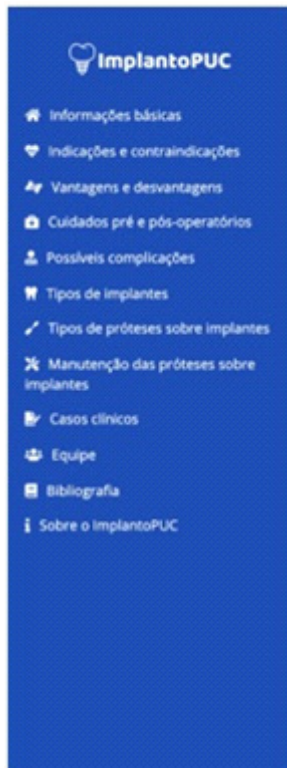 ImplantoPUC
Informações básicas
Indicações e contraindicações
Vantagens e desvantagens
Cuidados pré e pós-operatórios
Possíveis complicações
Tipos de implantes
Tipos de próteses sobre implantes
Manutenção das próteses sobre
implantes
Casos clínicos
Equipe
Bibliografia
Sobre o ImplantoPUC